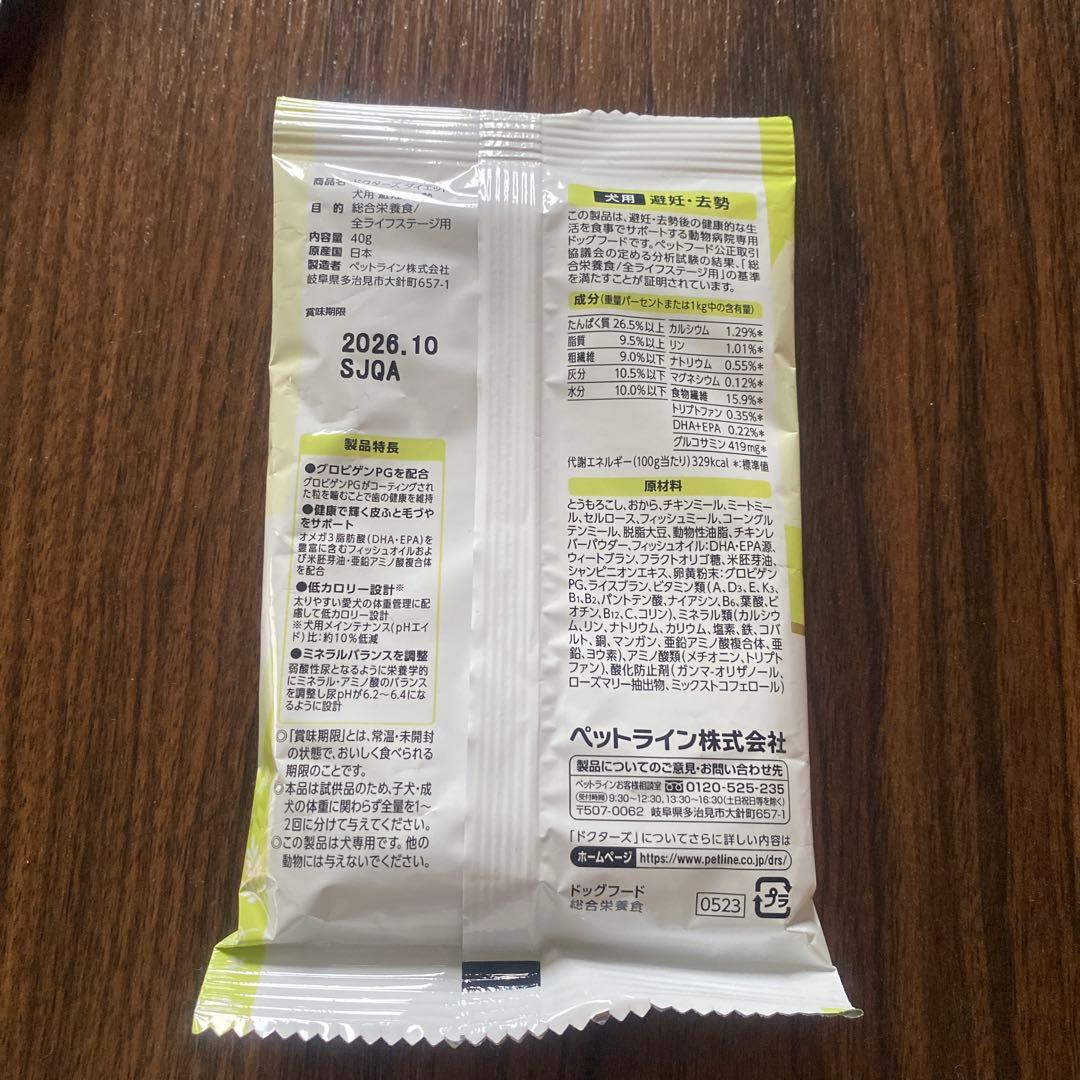 商品名 ドクターズ ダイエット
犬用 避妊
目 的 総合栄養食/
全ライフステージ用
内容量 40g
原産国 日本
製造者 ペットライン株式会社
岐阜県多治見市大針町657-1
賞味期限
2026.10
SJQA
製品特長
●グロビゲンPGを配合
グロビゲンPGがコーティングされ
た粒を噛むことで歯の健康を維持
●健康で輝く皮ふと毛づや
をサポート
オメガ3脂肪酸(DHA・EPA)を
豊富に含むフィッシュオイルおよ
び米胚芽油・亜鉛アミノ酸複合体
を配合
●低カロリー設計※
太りやすい愛犬の体重管理に配
慮して低カロリー設計
※犬用メインテナンス(pHエイ
ド)比:約10%低減
●ミネラルバランスを調整
弱酸性尿となるように栄養学的
にミネラル・アミノ酸のバランス
を調整し尿pHが6.2〜6.4にな
るように設計
◎「賞味期限」とは、常温・未開封
の状態で、おいしく食べられる
期限のことです。
◎本品は試供品のため、子犬・成
犬の体重に関わらず全量を1〜
2回に分けて与えてください。
◎この製品は犬専用です。他の
動物には与えないでください。
犬用 避妊・去勢
この製品は、避妊・去勢後の健康的な生
活を食事でサポートする動物病院専用
ドッグフードです。ペットフード公正取引
協議会の定める分析試験の結果、「総
合栄養食/全ライフステージ用」の基準
を満たすことが証明されています。
成分(重量パーセントまたは1kg中の含有量)
たんぱく質 26.5%以上 カルシウム 1.29%*
脂質 9.5%以上 リン 1.01%*
粗繊維 9.0%以下 ナトリウム 0.55%*
灰分 10.5%以下 マグネシウム 0.12%*
水分 10.0%以下 食物繊維 15.9%*
トリプトファン 0.35%*
DHA+EPA 0.22%*
グルコサミン 419mg*
代謝エネルギー(100g当たり)329kcal *:標準値
原材料
とうもろこし、おから、チキンミール、ミートミー
ル、セルロース、フィッシュミール、コーングル
テンミール、脱脂大豆、動物性油脂、チキンレ
バーパウダー、フィッシュオイル:DHA・EPA源、
ウィートブラン、フラクトオリゴ糖、米胚芽油、
シャンピニオンエキス、卵黄粉末:グロビゲン
PG、ライスブラン、ビタミン類(A、D3、E、K3、
B1、B2、パントテン酸、ナイアシン、B6、葉酸、ビ
オチン、B12、C、コリン)、ミネラル類(カルシウ
ム、リン、ナトリウム、カリウム、塩素、鉄、コバ
ルト、銅、マンガン、亜鉛アミノ酸複合体、亜
鉛、ヨウ素)、アミノ酸類(メチオニン、トリプト
ファン)、酸化防止剤(ガンマ-オリザノール、
ローズマリー抽出物、ミックストコフェロール)
ペットライン株式会社
製品についてのご意見・お問い合わせ先
ペットラインお客様相談室 0120-525-235
受付時間 9:30〜12:30、13:30〜16:30(土日祝日等を除く)
〒507-0062 岐阜県多治見市大針町657-1
「ドクターズ」についてさらに詳しい内容は
ホームページ https://www.petline.co.jp/drs/
ドッグフード
総合栄養食
0523
プラ